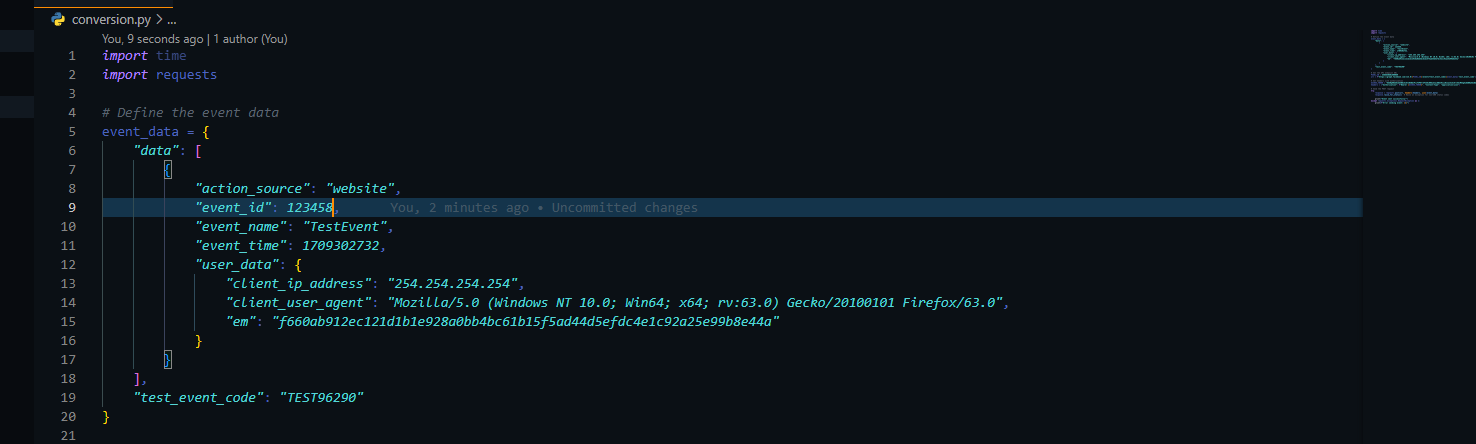 conversion.py > ...
You, 9 seconds ago | 1 author (You)
1 import time
2 import requests
3
4 # Define the event data
5 event_data = {
6 "data": [
7 {
8 "action_source": "website",
9 "event_id": 123458, You, 2 minutes ago • Uncommitted changes
10 "event_name": "TestEvent",
11 "event_time": 1709302732,
12 "user_data": {
13 "client_ip_address": "254.254.254.254",
14 "client_user_agent": "Mozilla/5.0 (Windows NT 10.0; Win64; x64; rv:63.0) Gecko/20100101 Firefox/63.0",
15 "em": "f660ab912ec121d1b1e928a0bb4bc61b15f5ad44d5efdc4e1c92a25e99b8e44a"
16 }
17 }
18 ],
19 "test_event_code": "TEST96290"
20 }
21